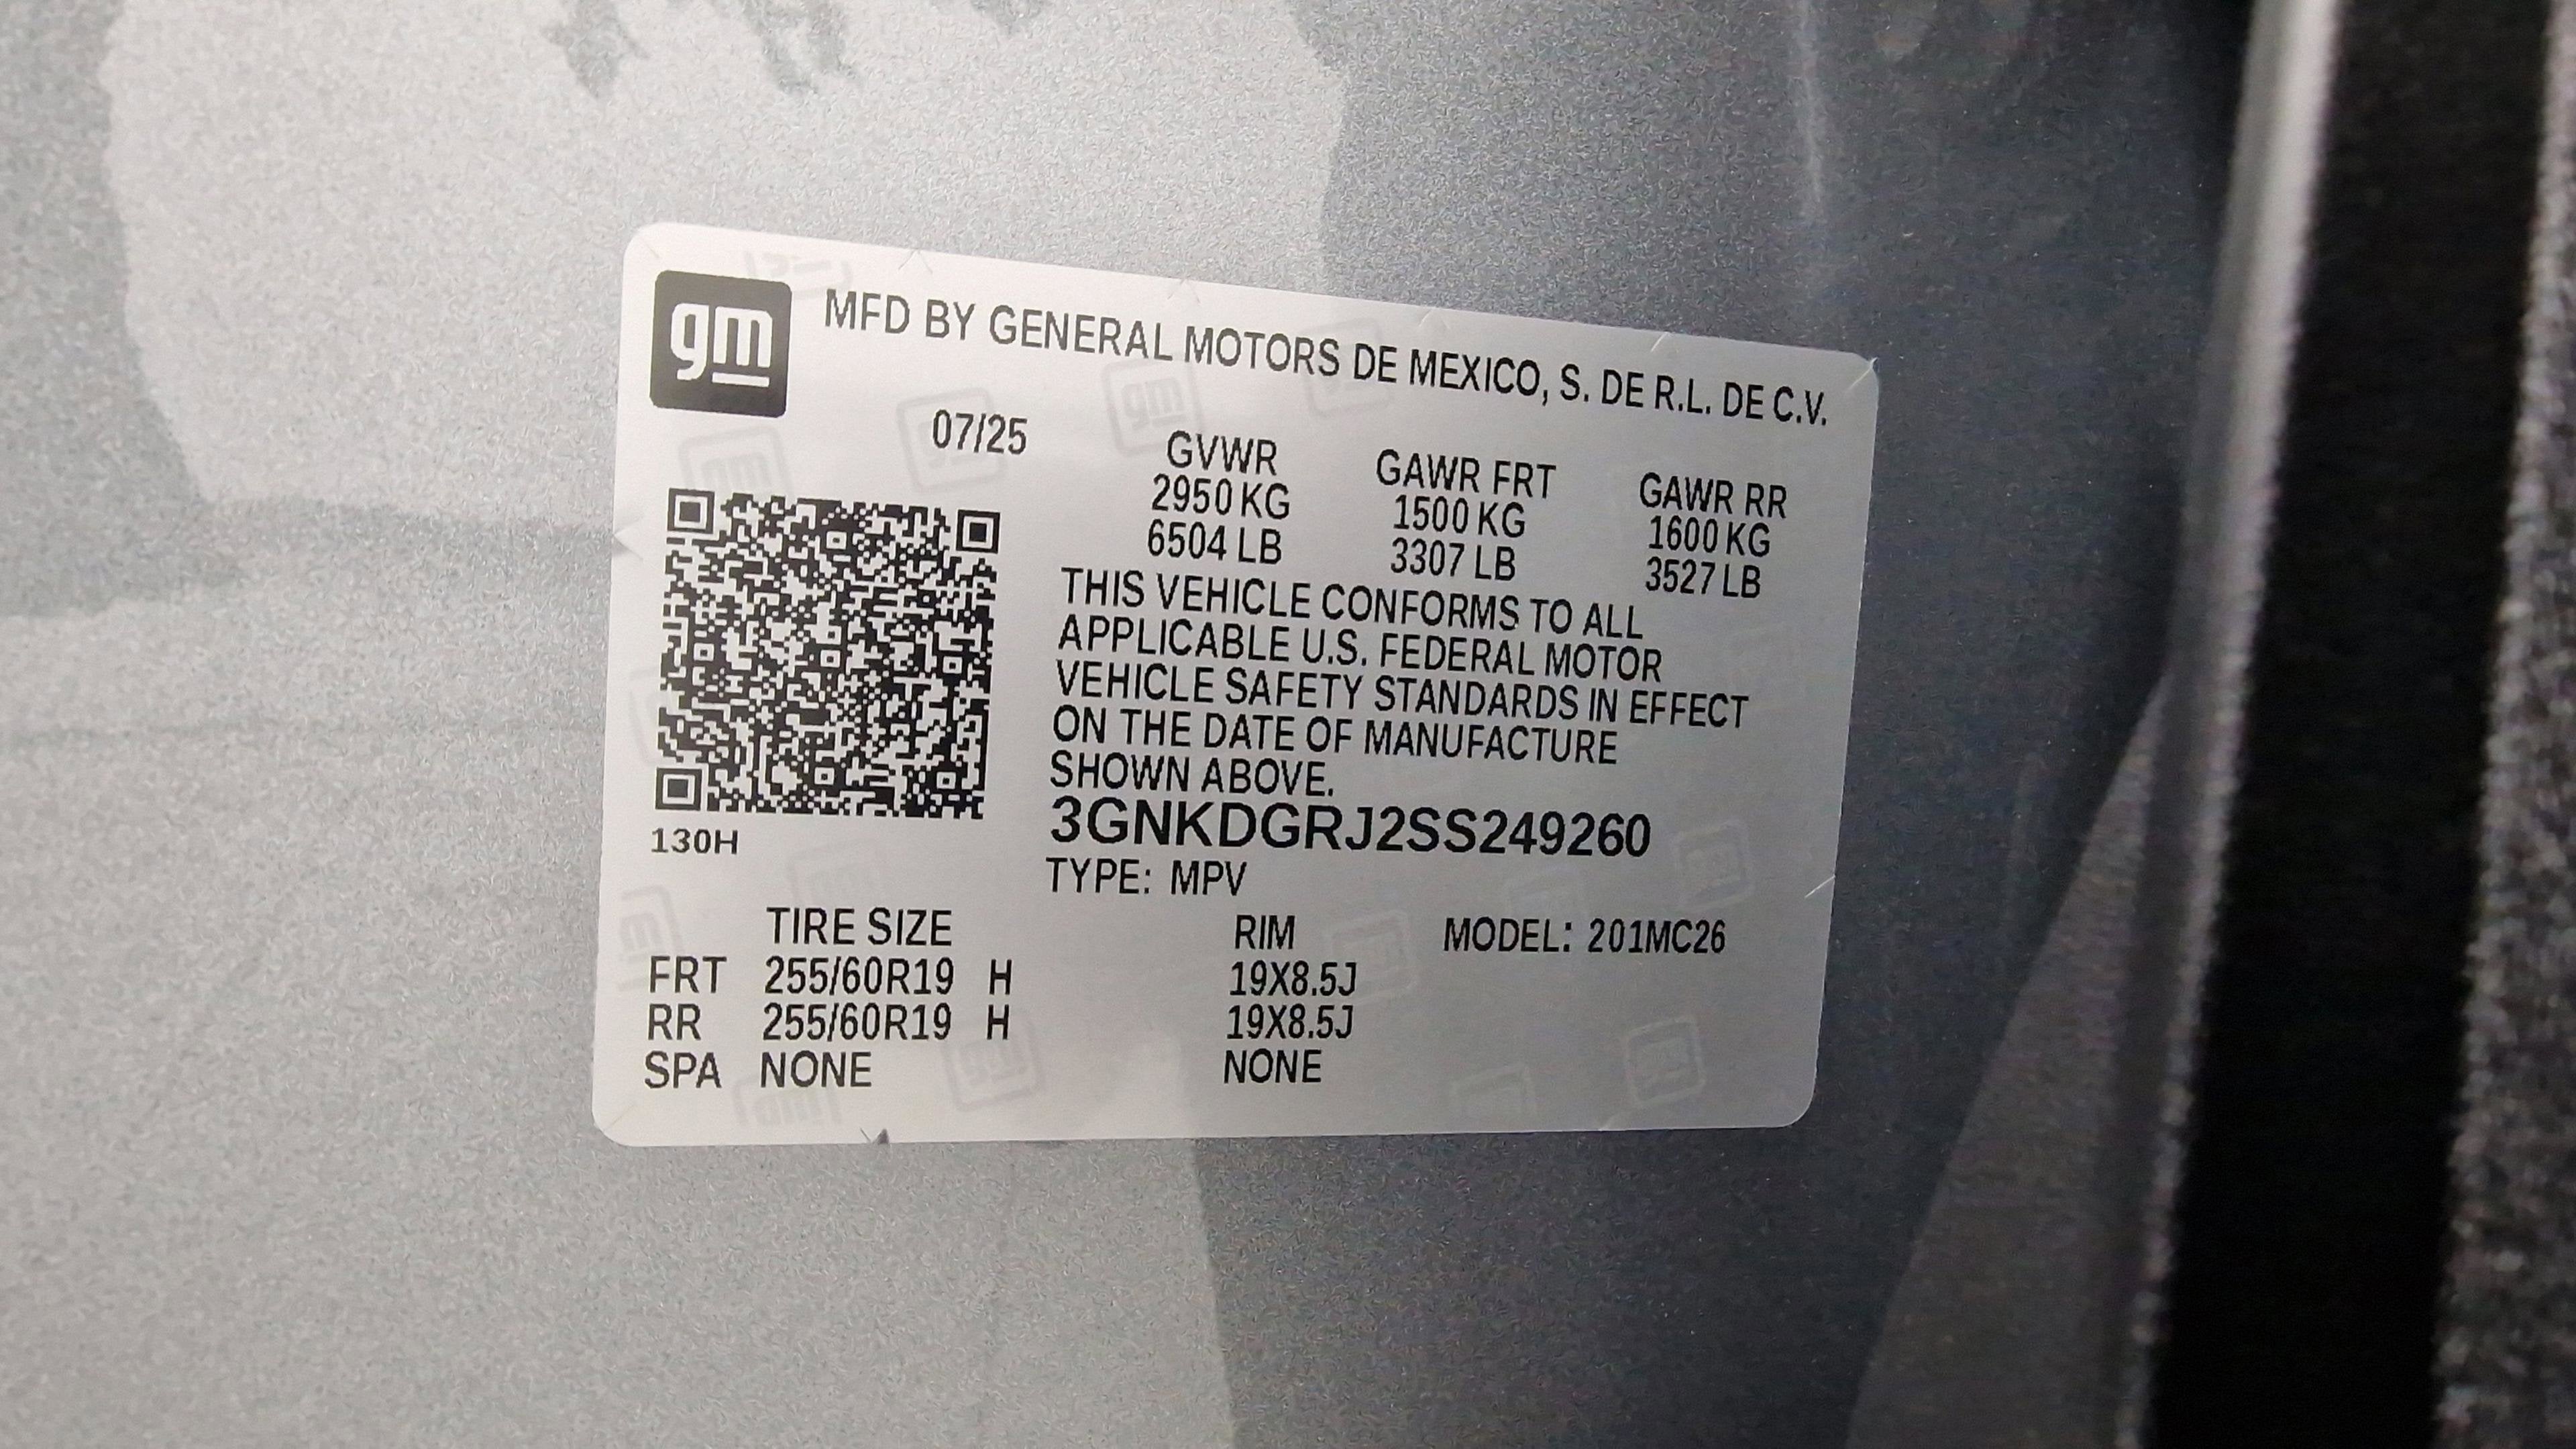 gm
MFD BY GENERAL MOTORS DE MEXICO, S. DE R.L. DE C.V.
07/25
GVWR GAWR FRT GAWR RR
2950 KG 1500 KG 1600 KG
6504 LB 3307 LB 3527 LB
THIS VEHICLE CONFORMS TO ALL
APPLICABLE U.S. FEDERAL MOTOR
VEHICLE SAFETY STANDARDS IN EFFECT
ON THE DATE OF MANUFACTURE
SHOWN ABOVE.
3GNKDGRJ2SS249260
130H
TYPE: MPV
TIRE SIZE RIM MODEL: 201MC26
FRT 255/60R19 H 19X8.5J
RR 255/60R19 H 19X8.5J
SPA NONE NONE